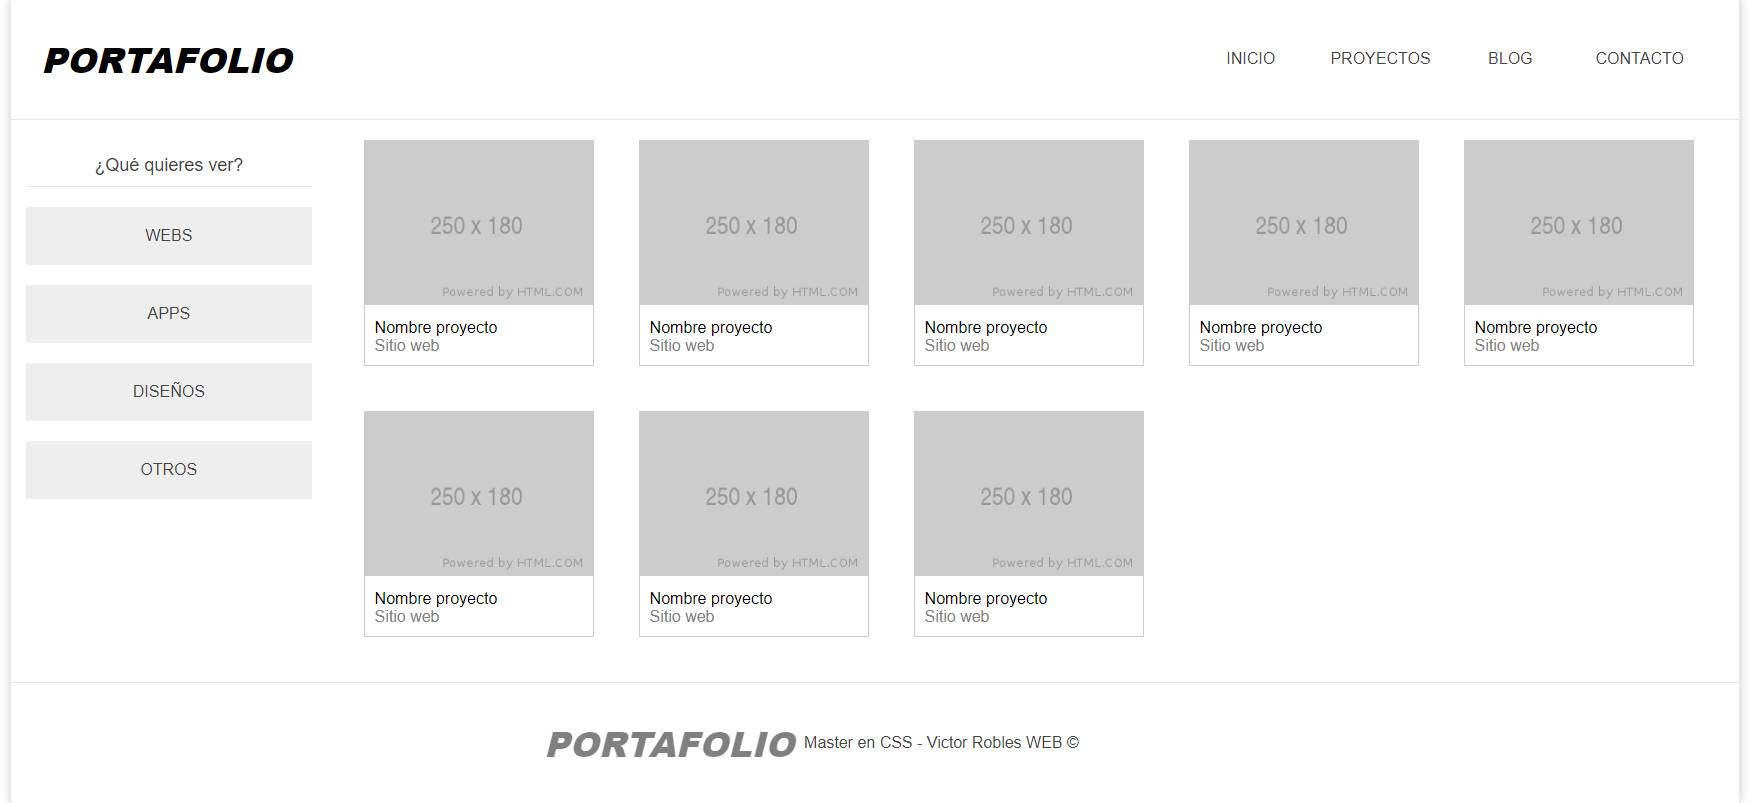 PORTAFOLIO
INICIO PROYECTOS BLOG CONTACTO
¿Qué quieres ver?
WEBS
APPS
DISEÑOS
OTROS
250 x 180
Powered by HTML.COM
Nombre proyecto
Sitio web
250 x 180
Powered by HTML.COM
Nombre proyecto
Sitio web
250 x 180
Powered by HTML.COM
Nombre proyecto
Sitio web
250 x 180
Powered by HTML.COM
Nombre proyecto
Sitio web
250 x 180
Powered by HTML.COM
Nombre proyecto
Sitio web
250 x 180
Powered by HTML.COM
Nombre proyecto
Sitio web
250 x 180
Powered by HTML.COM
Nombre proyecto
Sitio web
250 x 180
Powered by HTML.COM
Nombre proyecto
Sitio web
PORTAFOLIO Master en CSS - Victor Robles WEB ©